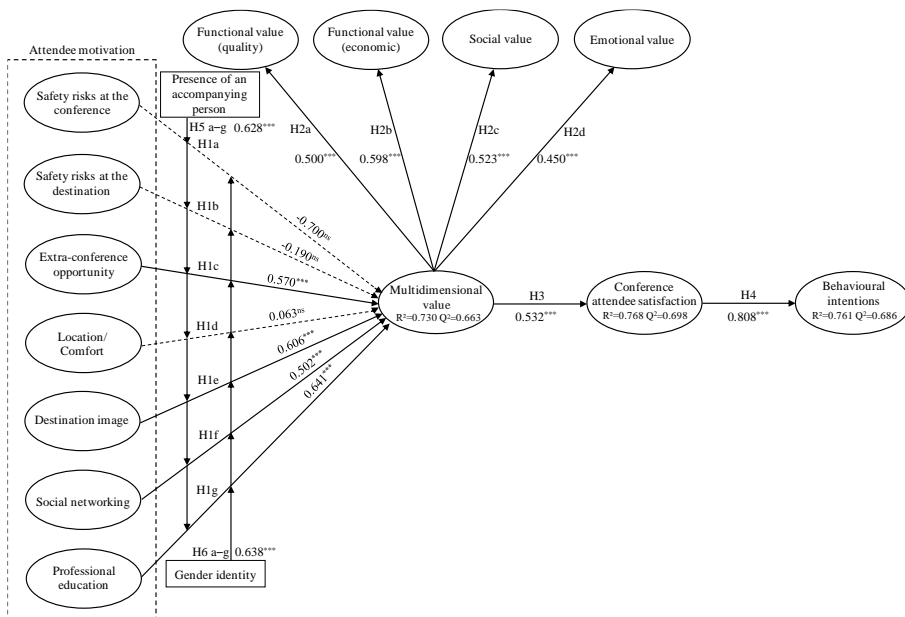 Functional value
(quality)
Functional value
(economic)
Social value
Emotional value
Attendee motivation
Presence of an
accompanying
person
Safety risks at the
conference
H5 a–g 0.628***
H1a
H2a
0.500***
H2b
0.598***
H2c
0.523***
H2d
0.450***
Safety risks at the
destination
H1b
-0.700ns
-0.190ns
Extra-conference
opportunity
H1c
0.570***
Multidimensional
value
R²=0.730 Q²=0.663
H3
0.532***
Conference
attendee satisfaction
R²=0.768 Q²=0.698
H4
0.808***
Behavioural
intentions
R²=0.761 Q²=0.686
Location/
Comfort
H1d
0.063ns
0.606***
0.502***
0.641***
H1e
Destination image
H1f
Social networking
H1g
Professional
education
H6 a–g 0.638***
Gender identity